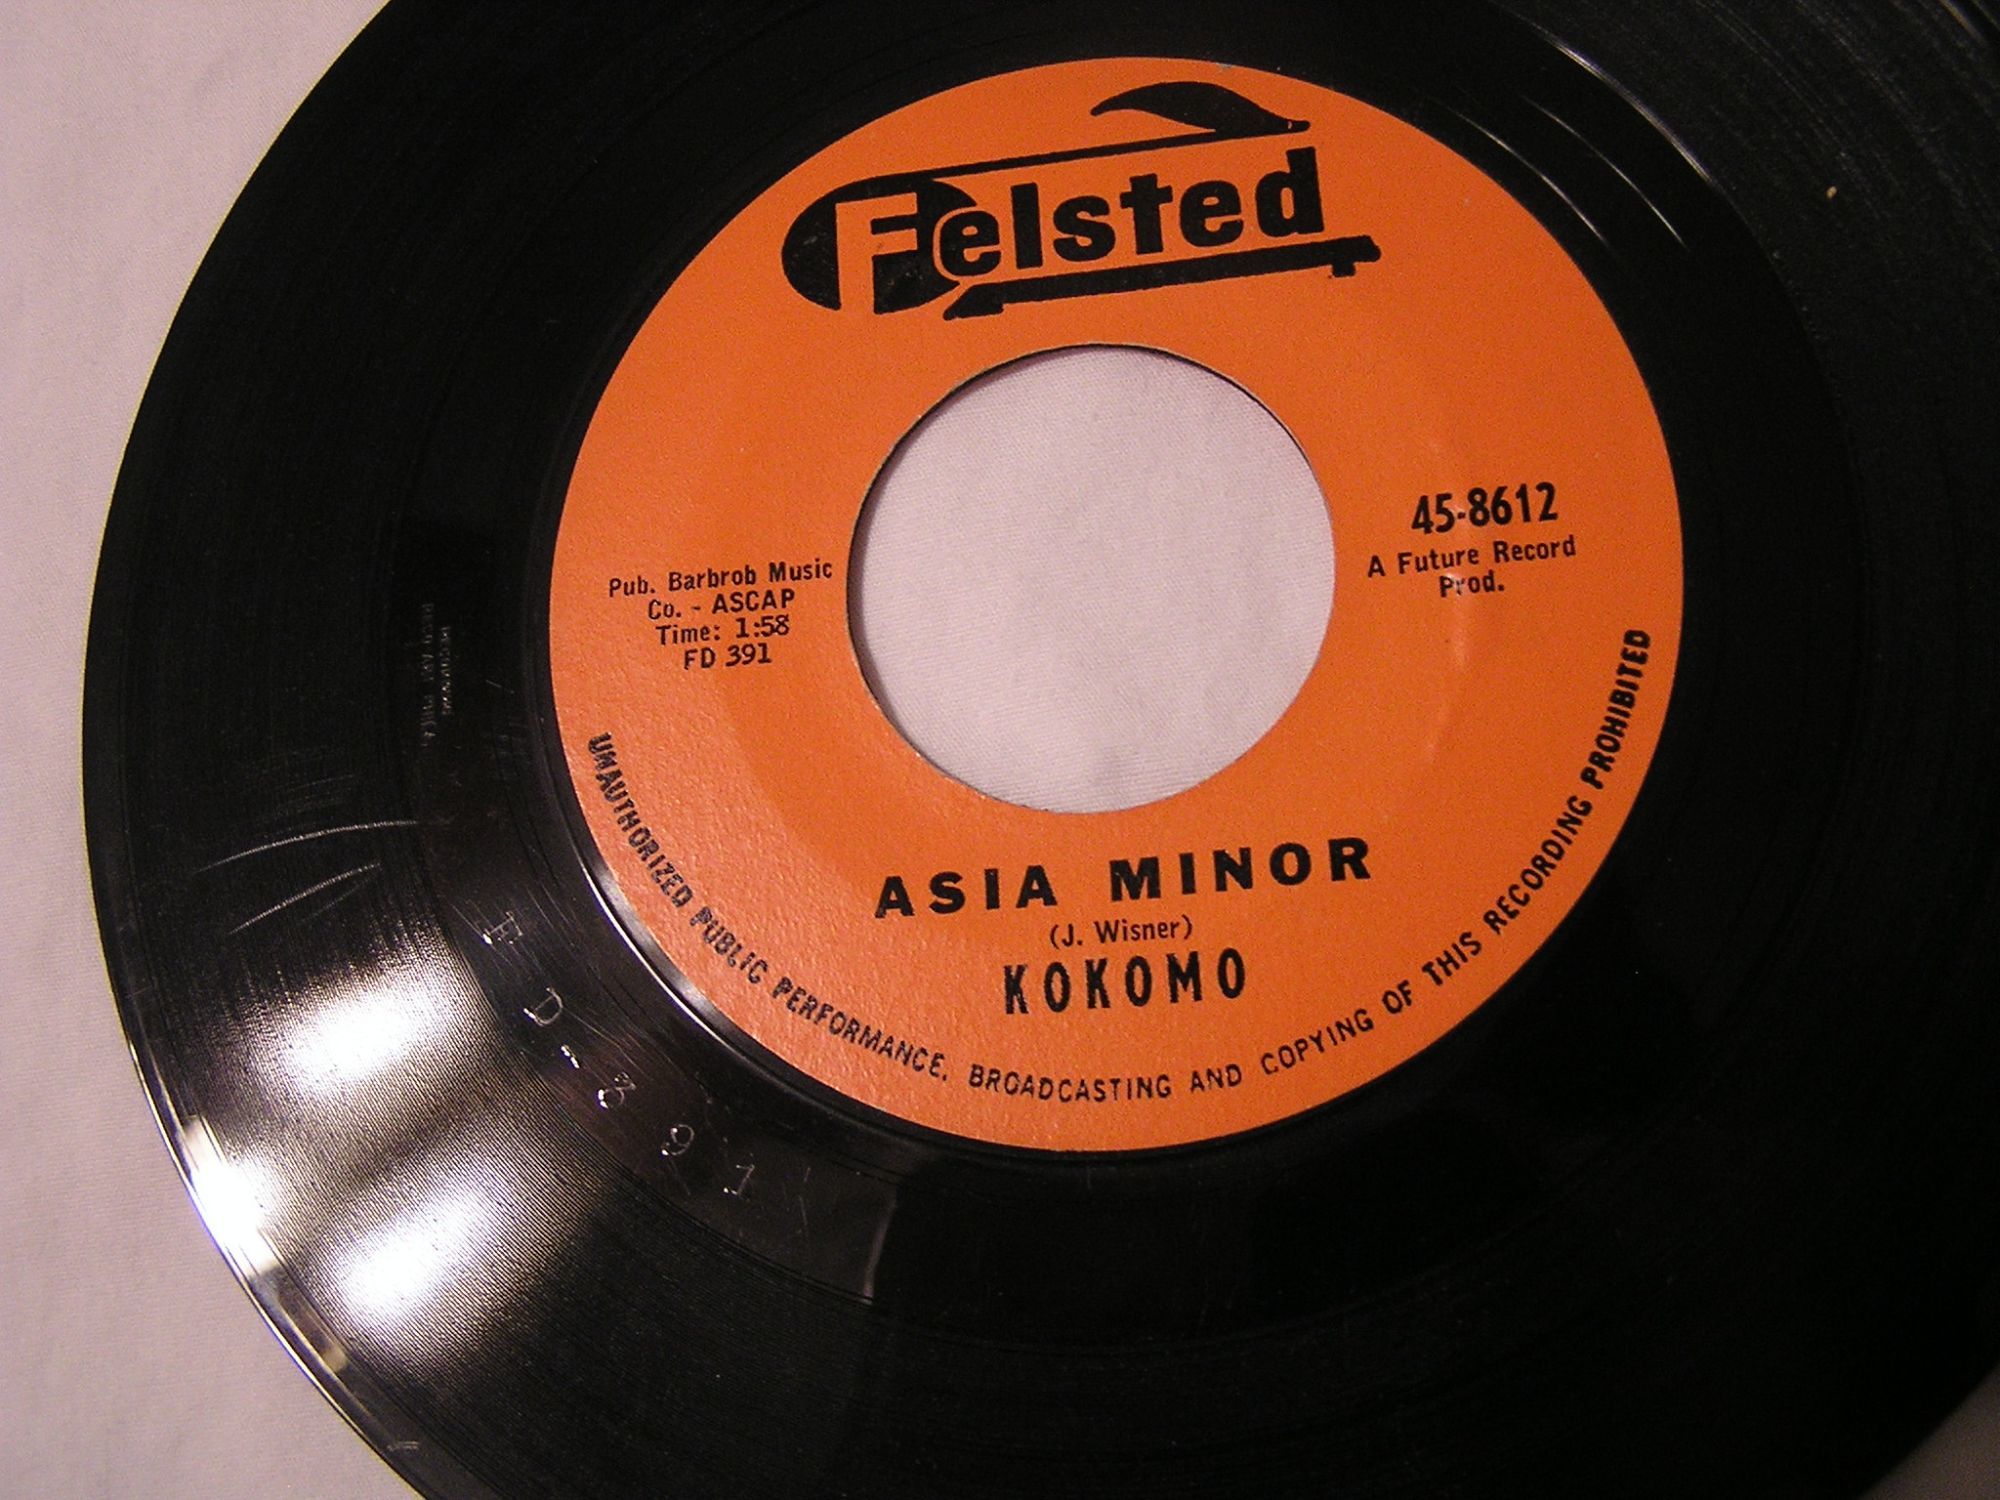 Felsted
45-8612
A Future Record
Prod.
Pub. Barbrob Music
Co. - ASCAP
Time: 1:58
FD 391
ASIA MINOR
(J. Wisner)
KOKOMO
UNAUTHORIZED PUBLIC PERFORMANCE, BROADCASTING AND COPYING OF THIS RECORDING PROHIBITED
FD-391